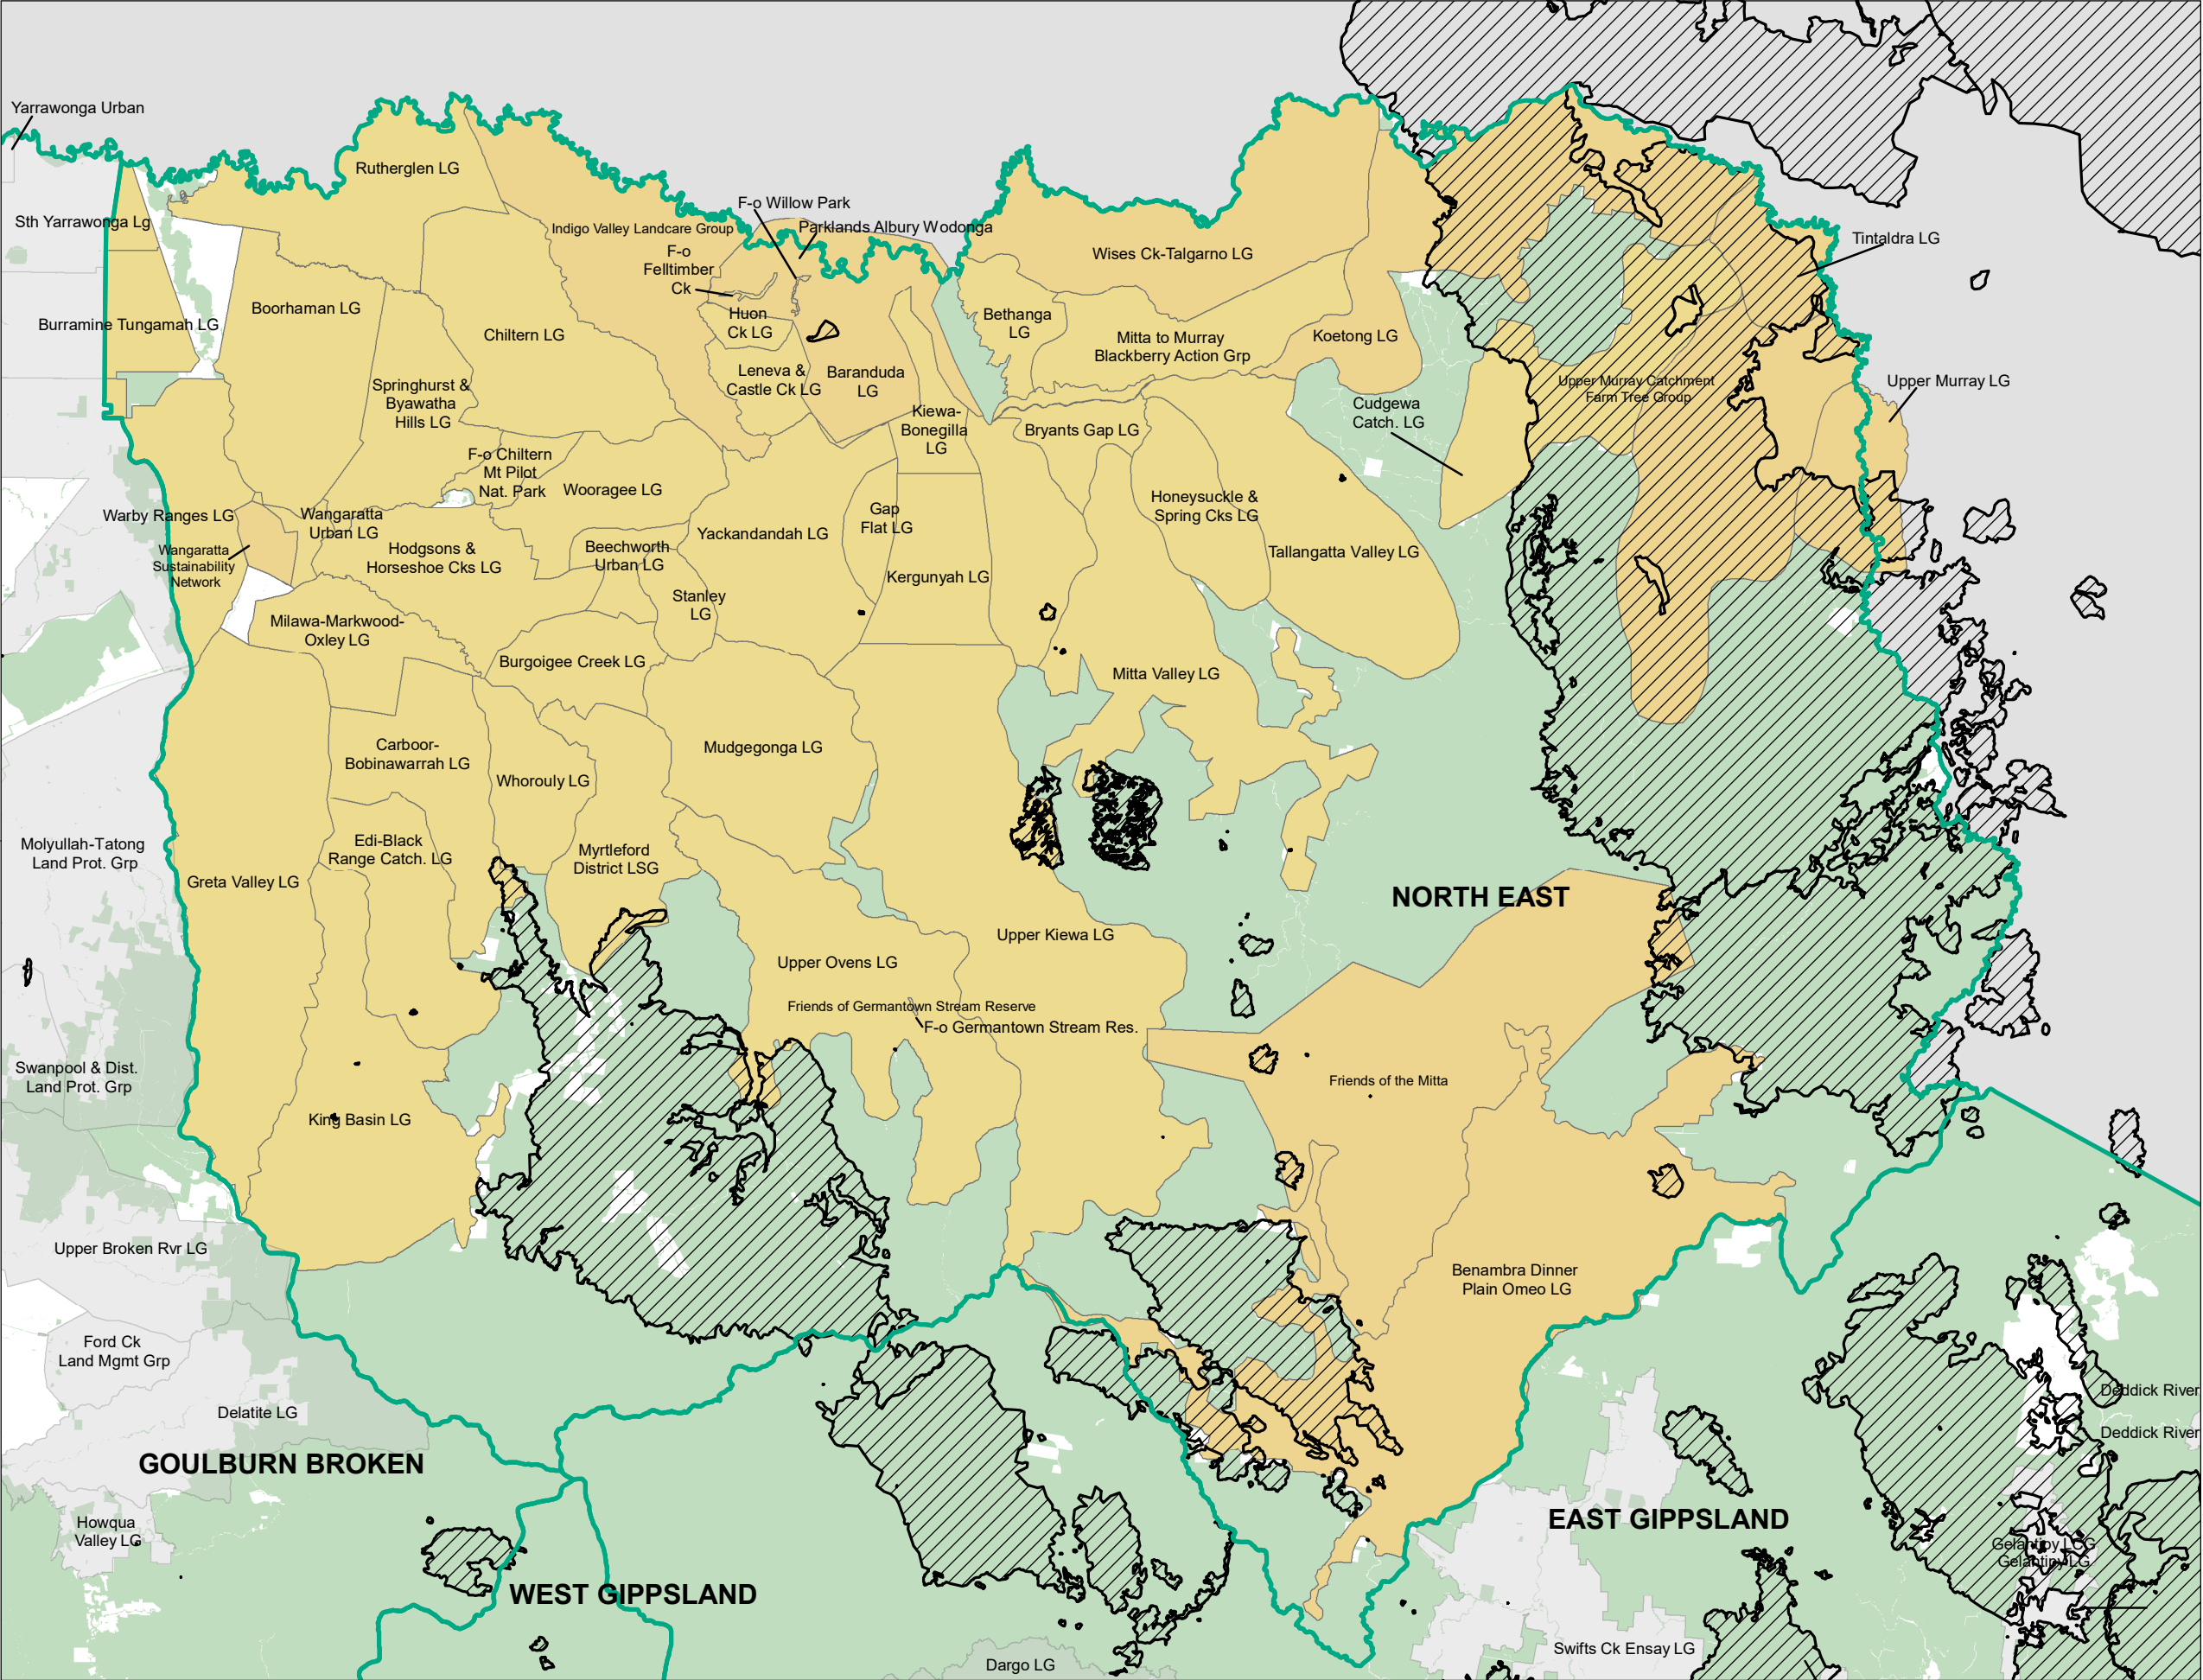 Yarrawonga Urban
Rutherglen LG
Sth Yarrawonga Lg
F-o Willow Park
Indigo Valley Landcare Group
Parklands Albury Wodonga
Wises Ck-Talgarno LG
Tintaldra LG
F-o
Felltimber
Ck
Boorhaman LG
Burramine Tungamah LG
Chiltern LG
Huon
Ck LG
Bethanga
LG
Mitta to Murray
Blackberry Action Grp
Koetong LG
Springhurst &
Byawatha
Hills LG
Leneva &
Castle Ck LG
Baranduda
LG
Upper Murray Catchment
Farm Tree Group
Upper Murray LG
Cudgewa
Catch. LG
Kiewa-
Bonegilla
LG
Bryants Gap LG
F-o Chiltern
Mt Pilot
Nat. Park
Wooragee LG
Warby Ranges LG
Wangaratta
Urban LG
Honeysuckle &
Spring Cks LG
Gap
Flat LG
Yackandandah LG
Wangaratta
Sustainability
Network
Hodgsons &
Horseshoe Cks LG
Beechworth
Urban LG
Tallangatta Valley LG
Kergunyah LG
Stanley
LG
Milawa-Markwood-
Oxley LG
Burgoigee Creek LG
Mitta Valley LG
Carboor-
Bobinawarrah LG
Mudgegonga LG
Whorouly LG
Molyullah-Tatong
Land Prot. Grp
Edi-Black
Range Catch. LG
Myrtleford
District LSG
Greta Valley LG
NORTH EAST
Upper Kiewa LG
Upper Ovens LG
Friends of Germantown Stream Reserve
F-o Germantown Stream Res.
Swanpool & Dist.
Land Prot. Grp
Friends of the Mitta
King Basin LG
Upper Broken Rvr LG
Benambra Dinner
Plain Omeo LG
Ford Ck
Land Mgmt Grp
Deddick River
Delatite LG
Deddick River
GOULBURN BROKEN
Howqua
Valley LG
EAST GIPPSLAND
Gelantipy LCG
Gelantipy LG
WEST GIPPSLAND
Swifts Ck Ensay LG
Dargo LG